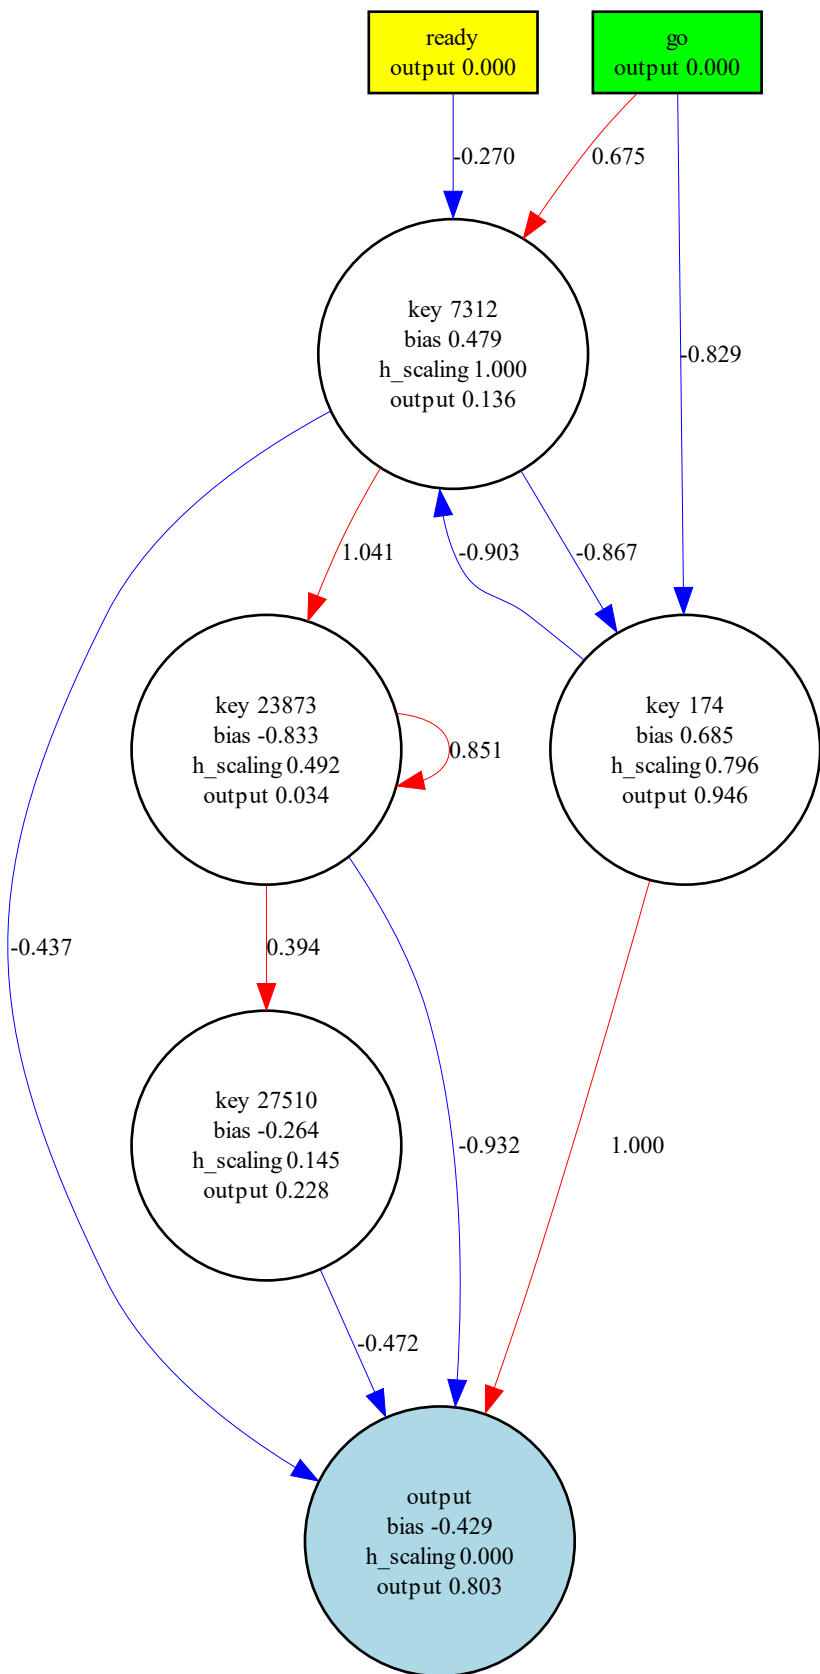 ready
output 0.000
go
output 0.000
-0.270
0.675
key 7312
bias 0.479
h_scaling 1.000
output 0.136
-0.829
1.041
-0.903
-0.867
key 23873
bias -0.833
h_scaling 0.492
output 0.034
0.851
key 174
bias 0.685
h_scaling 0.796
output 0.946
-0.437
0.394
key 27510
bias -0.264
h_scaling 0.145
output 0.228
-0.932
1.000
-0.472
output
bias -0.429
h_scaling 0.000
output 0.803